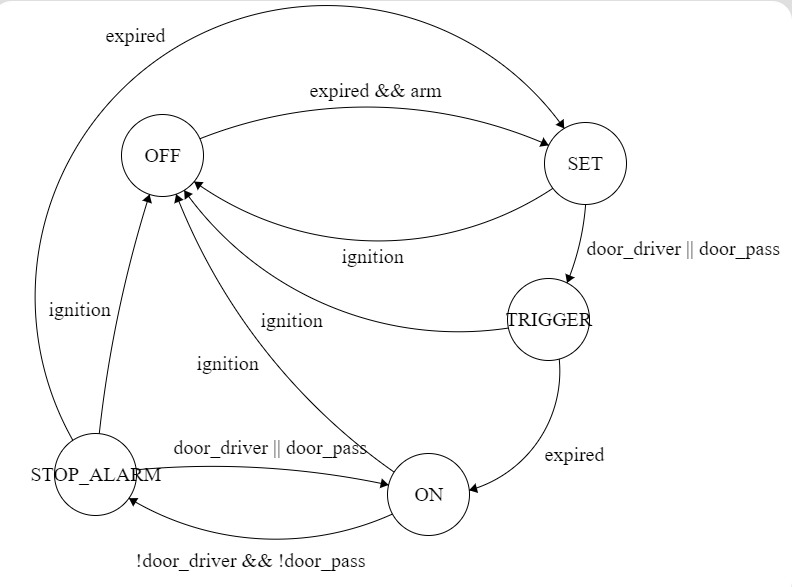 expired
expired && arm
OFF
SET
door_driver || door_pass
ignition
ignition
TRIGGER
ignition
ignition
door_driver || door_pass
expired
STOP_ALARM
ON
!door_driver && !door_pass